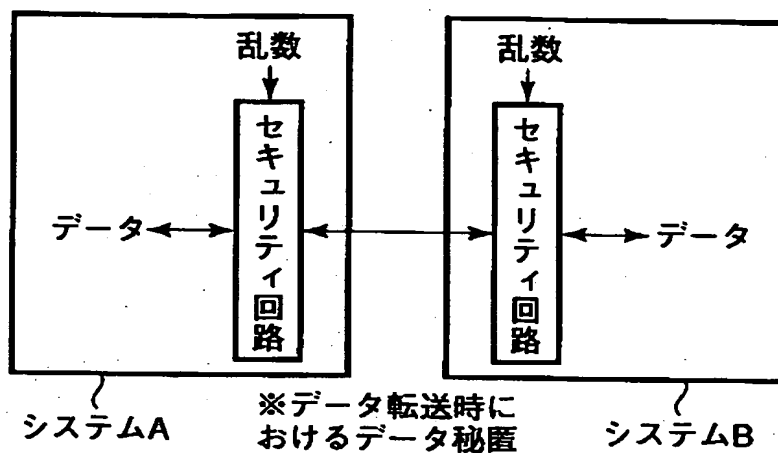 乱数
乱数
セキュリティ回路
セキュリティ回路
データ
データ
システムA
※データ転送時に
おけるデータ秘匿
システムB